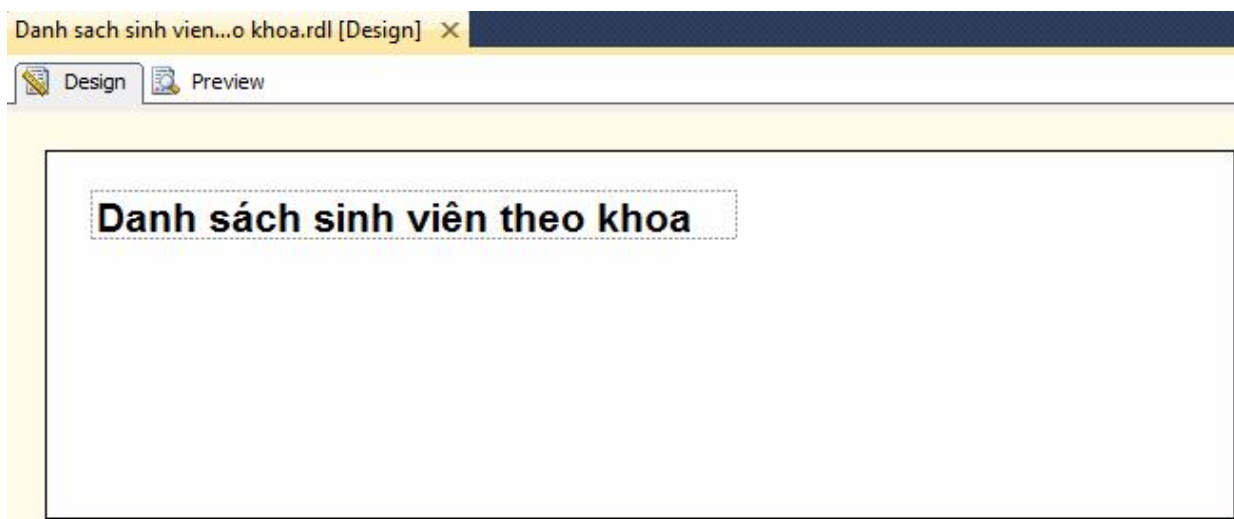 Danh sach sinh vien...o khoa.rdl [Design]
Design Preview
Danh sách sinh viên theo khoa